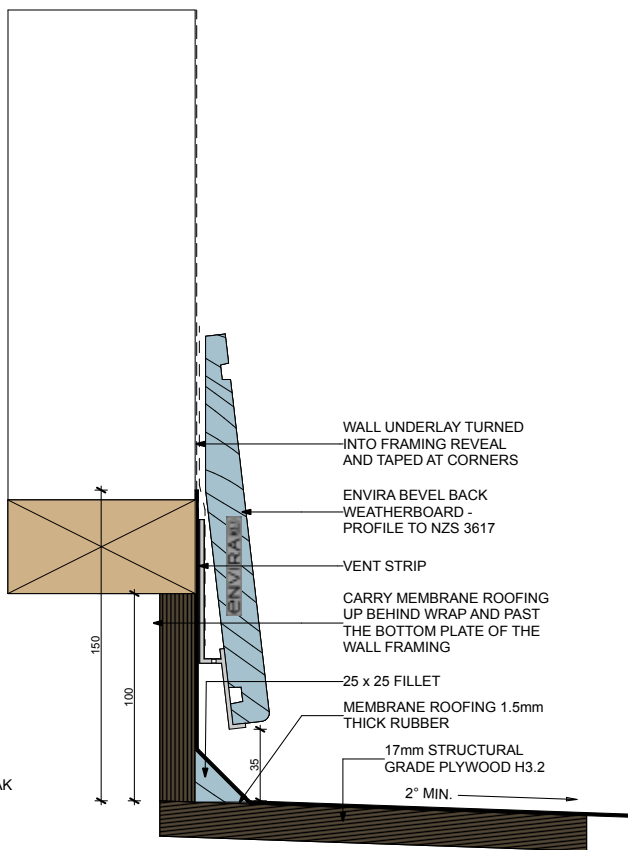 WALL UNDERLAY TURNED
INTO FRAMING REVEAL
AND TAPED AT CORNERS
ENVIRA BEVEL BACK
WEATHERBOARD -
PROFILE TO NZS 3617
ENVIRA
VENT STRIP
CARRY MEMBRANE ROOFING
UP BEHIND WRAP AND PAST
THE BOTTOM PLATE OF THE
WALL FRAMING
150
100
25 x 25 FILLET
MEMBRANE ROOFING 1.5mm
THICK RUBBER
35
17mm STRUCTURAL
GRADE PLYWOOD H3.2
AK
2° MIN.